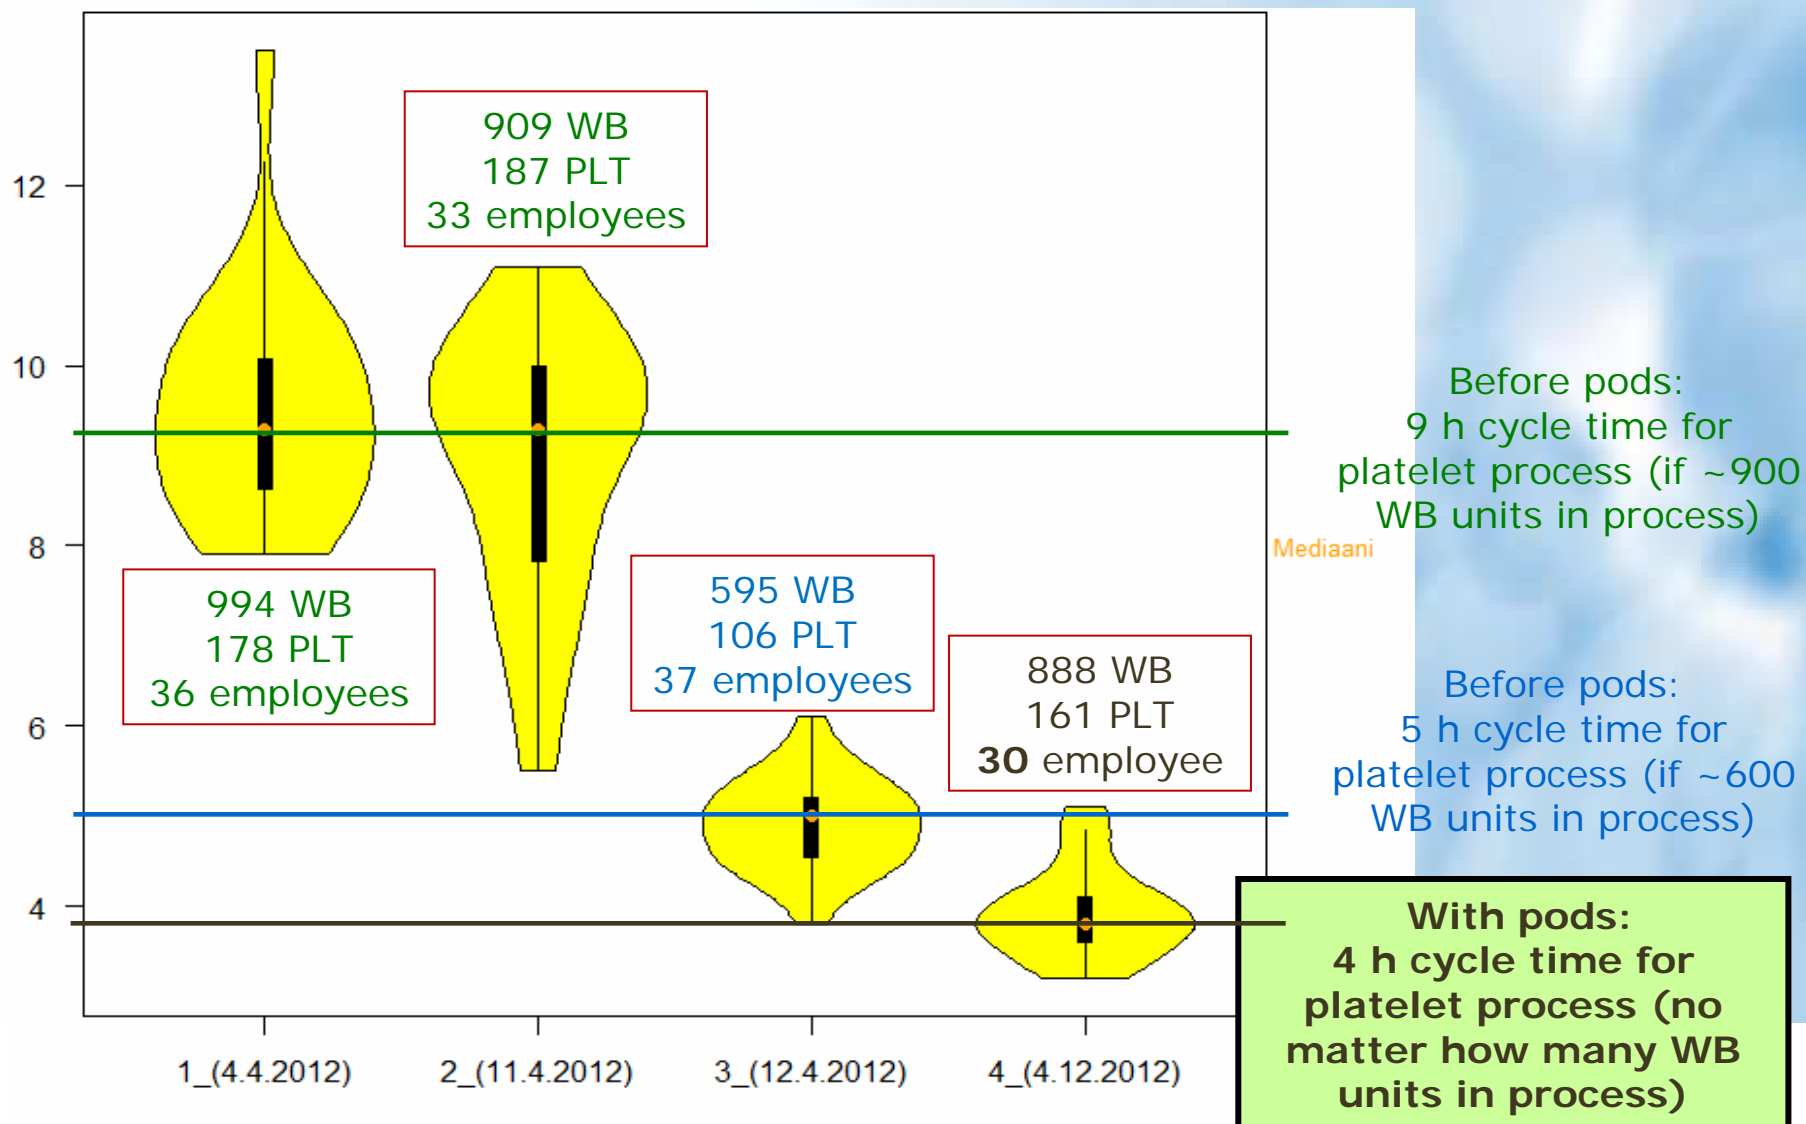 12
10
8
6
4
909 WB
187 PLT
33 employees
994 WB
178 PLT
36 employees
595 WB
106 PLT
37 employees
888 WB
161 PLT
30 employee
1_(4.4.2012)
2_(11.4.2012)
3_(12.4.2012)
4_(4.12.2012)
Before pods:
9 h cycle time for
platelet process (if ~900
WB units in process)
Mediaani
Before pods:
5 h cycle time for
platelet process (if ~600
WB units in process)
With pods:
4 h cycle time for
platelet process (no
matter how many WB
units in process)